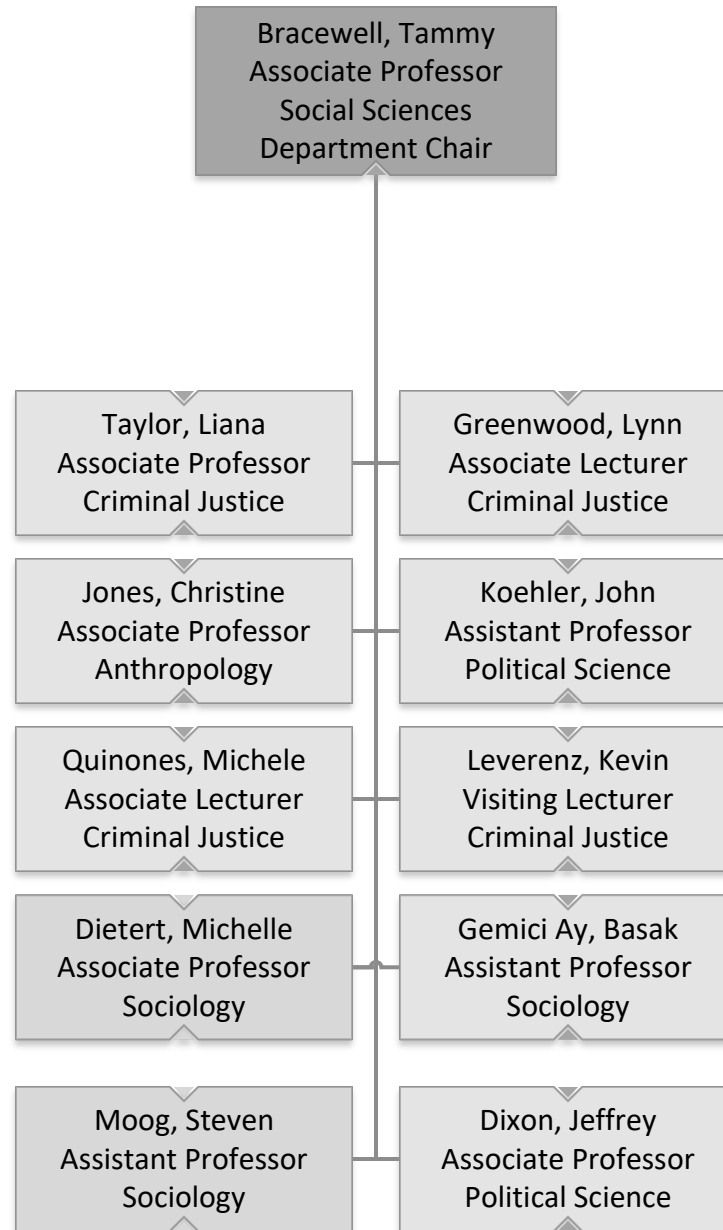 Bracewell, Tammy
Associate Professor
Social Sciences
Department Chair
Taylor, Liana
Associate Professor
Criminal Justice
Greenwood, Lynn
Associate Lecturer
Criminal Justice
Jones, Christine
Associate Professor
Anthropology
Koehler, John
Assistant Professor
Political Science
Quinones, Michele
Associate Lecturer
Criminal Justice
Leverenz, Kevin
Visiting Lecturer
Criminal Justice
Dietert, Michelle
Associate Professor
Sociology
Gemici Ay, Basak
Assistant Professor
Sociology
Moog, Steven
Assistant Professor
Sociology
Dixon, Jeffrey
Associate Professor
Political Science